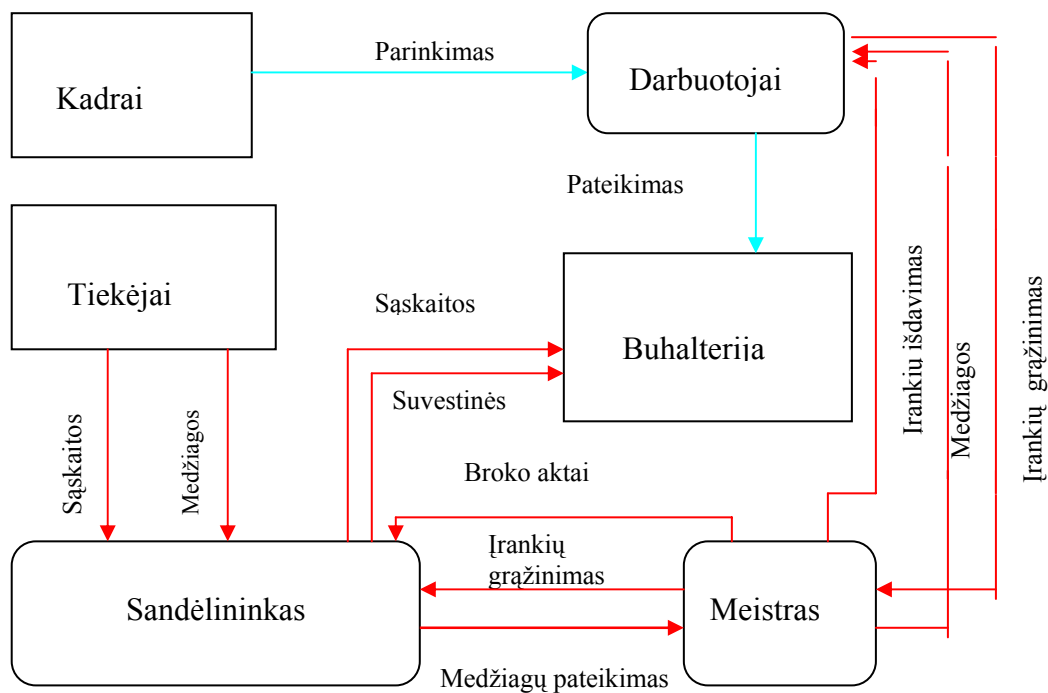 Parinkimas
Kadrai
Darbuotojai
Pateikimas
Tiekėjai
Sąskaitos
Buhalterija
Suvestinės
Irankių išdavimas
Medžiagos
Įrankių grąžinimas
Sąskaitos
Medžiagos
Broko aktai
Įrankių
grąžinimas
Sandėlininkas
Meistras
Medžiagų pateikimas